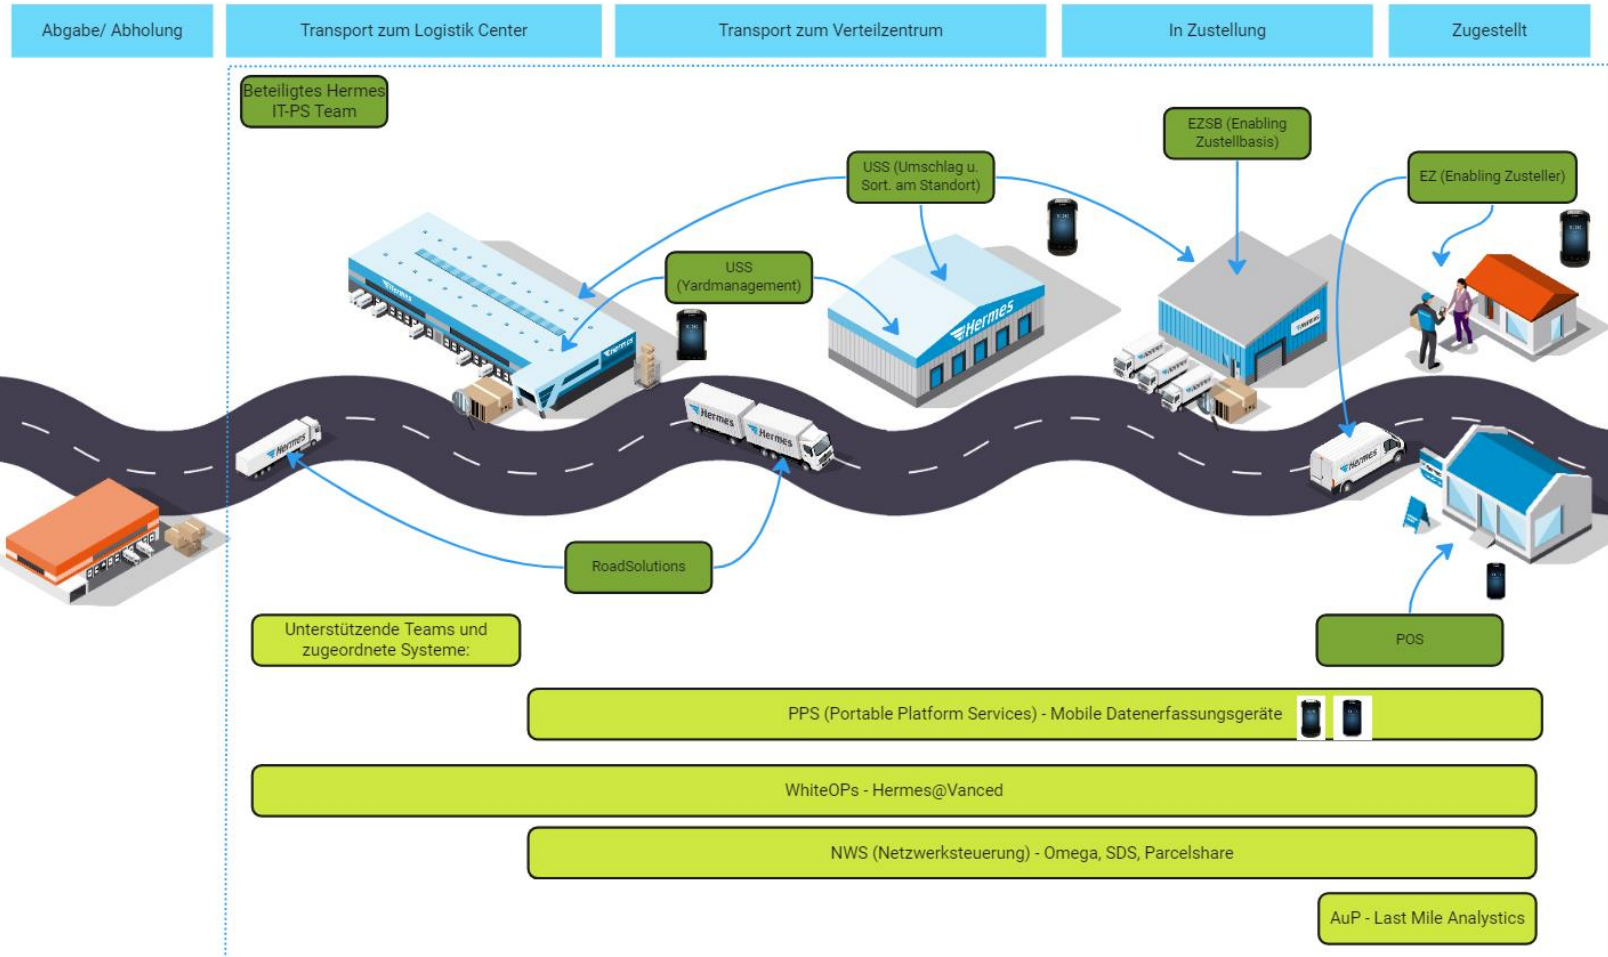 Abgabe/ Abholung
Transport zum Logistik Center
Transport zum Verteilzentrum
In Zustellung
Zugestellt
Beteiligtes Hermes
IT-PS Team
EZSB (Enabling
Zustellbasis)
USS (Umschlag u.
Sort. am Standort)
EZ (Enabling Zusteller)
USS
(Yardmanagement)
Hermes
Hermes
Hermes
Hermes
Hermes
Hermes
Hermes
Hermes
RoadSolutions
Unterstützende Teams und
zugeordnete Systeme:
POS
PPS (Portable Platform Services) - Mobile Datenerfassungsgeräte
WhiteOPs - Hermes@Vanced
NWS (Netzwerksteuerung) - Omega, SDS, Parcelshare
AuP - Last Mile Analystics